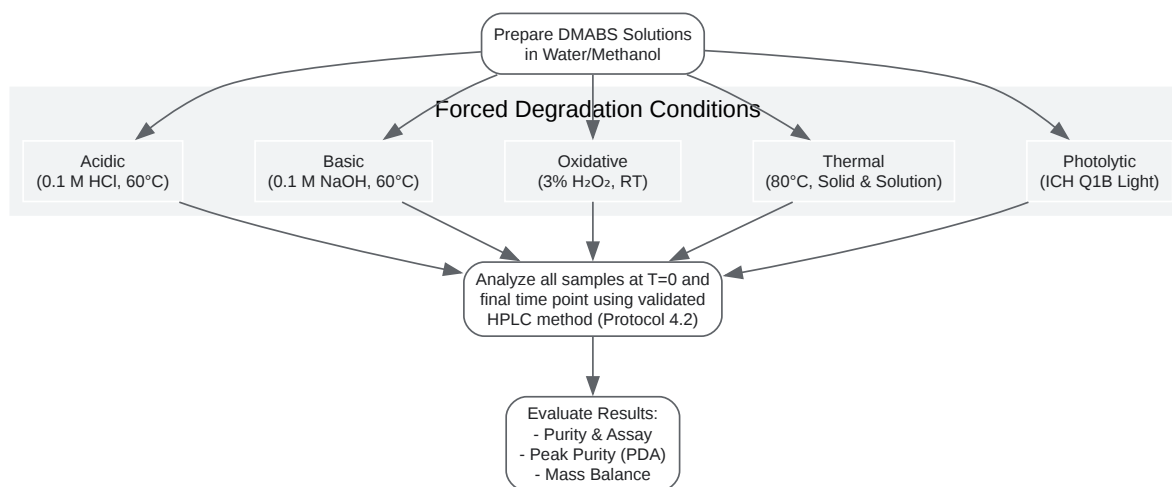 Prepare DMABS Solutions
in Water/Methanol
Forced Degradation Conditions
Acidic
(0.1 M HCl, 60°C)
Basic
(0.1 M NaOH, 60°C)
Oxidative
(3% H₂O₂, RT)
Thermal
(80°C, Solid & Solution)
Photolytic
(ICH Q1B Light)
Analyze all samples at T=0 and
final time point using validated
HPLC method (Protocol 4.2)
Evaluate Results:
- Purity & Assay
- Peak Purity (PDA)
- Mass Balance